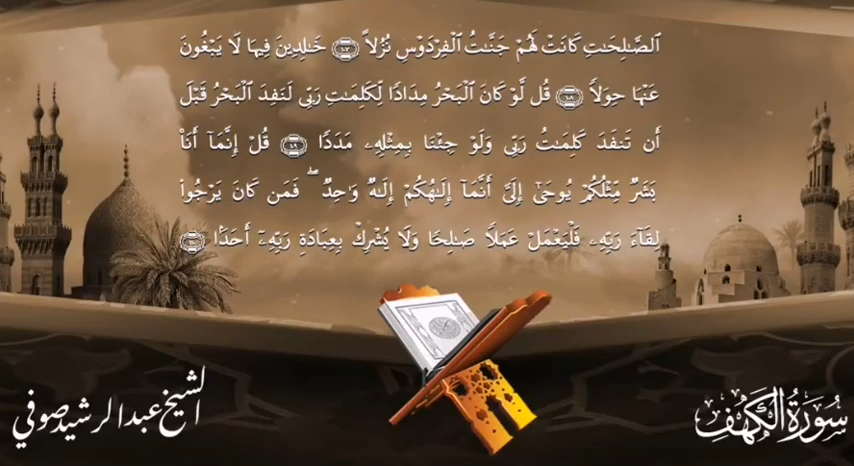 ٱلصَّـٰلِحَـٰتِ كَانَتْ لَهُمْ جَنَّـٰتُ ٱلْفِرْدَوْسِ نُزُلًا ١٠٧ خَـٰلِدِينَ فِيهَا لَا يَبْغُونَ
عَنْهَا حِوَلًا ١٠٨ قُل لَّوْ كَانَ ٱلْبَحْرُ مِدَادًا لِّكَلِمَـٰتِ رَبِّى لَنَفِدَ ٱلْبَحْرُ قَبْلَ
أَن تَنفَدَ كَلِمَـٰتُ رَبِّى وَلَوْ جِئْنَا بِمِثْلِهِۦ مَدَدًا ١٠٩ قُلْ إِنَّمَآ أَنَا۠
بَشَرٌ مِّثْلُكُمْ يُوحَىٰٓ إِلَىَّ أَنَّمَآ إِلَـٰهُكُمْ إِلَـٰهٌ وَٰحِدٌ ۖ فَمَن كَانَ يَرْجُوا۟
لِقَآءَ رَبِّهِۦ فَلْيَعْمَلْ عَمَلًا صَـٰلِحًا وَلَا يُشْرِكْ بِعِبَادَةِ رَبِّهِۦٓ أَحَدًۢا ١١٠
سُورَةُ الْكَهْفِ
الشيخ عبد الرشيد صوفي